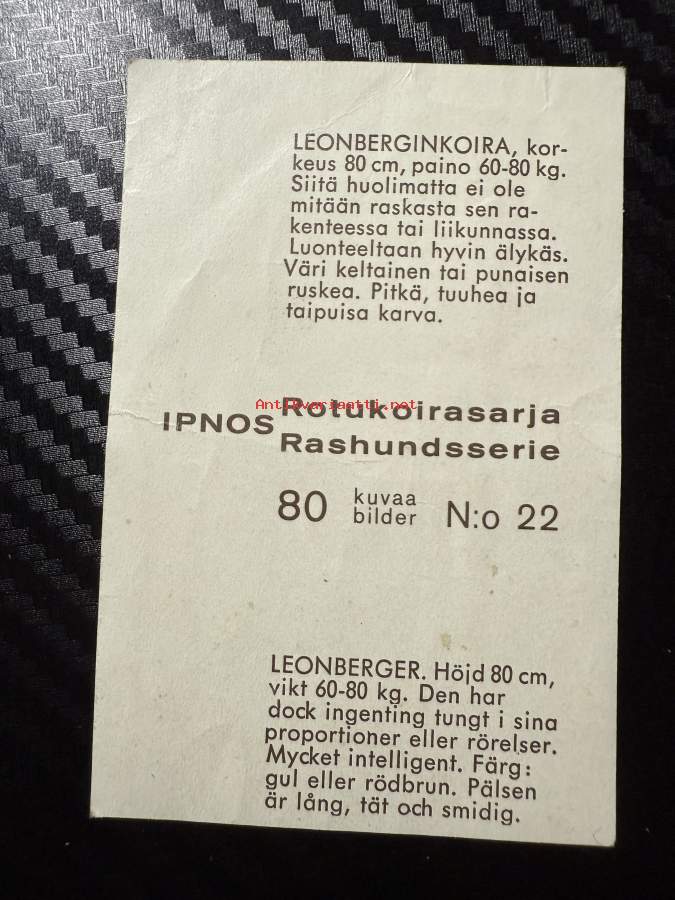 LEONBERGINKOIRA, kor-
keus 80 cm, paino 60-80 kg.
Siitä huolimatta ei ole
mitään raskasta sen ra-
kenteessa tai liikunnassa.
Luonteeltaan hyvin älykäs.
Väri keltainen tai punaisen
ruskea. Pitkä, tuuhea ja
taipuisa karva.
Antikvariaatti.net
IPNOS Rotukoirasarja
Rashundsserie
80 kuvaa N:o 22
bilder
LEONBERGER. Höjd 80 cm,
vikt 60-80 kg. Den har
dock ingenting tungt i sina
proportioner eller rörelser.
Mycket intelligent. Färg:
gul eller rödbrun. Pälsen
är lång, tät och smidig.